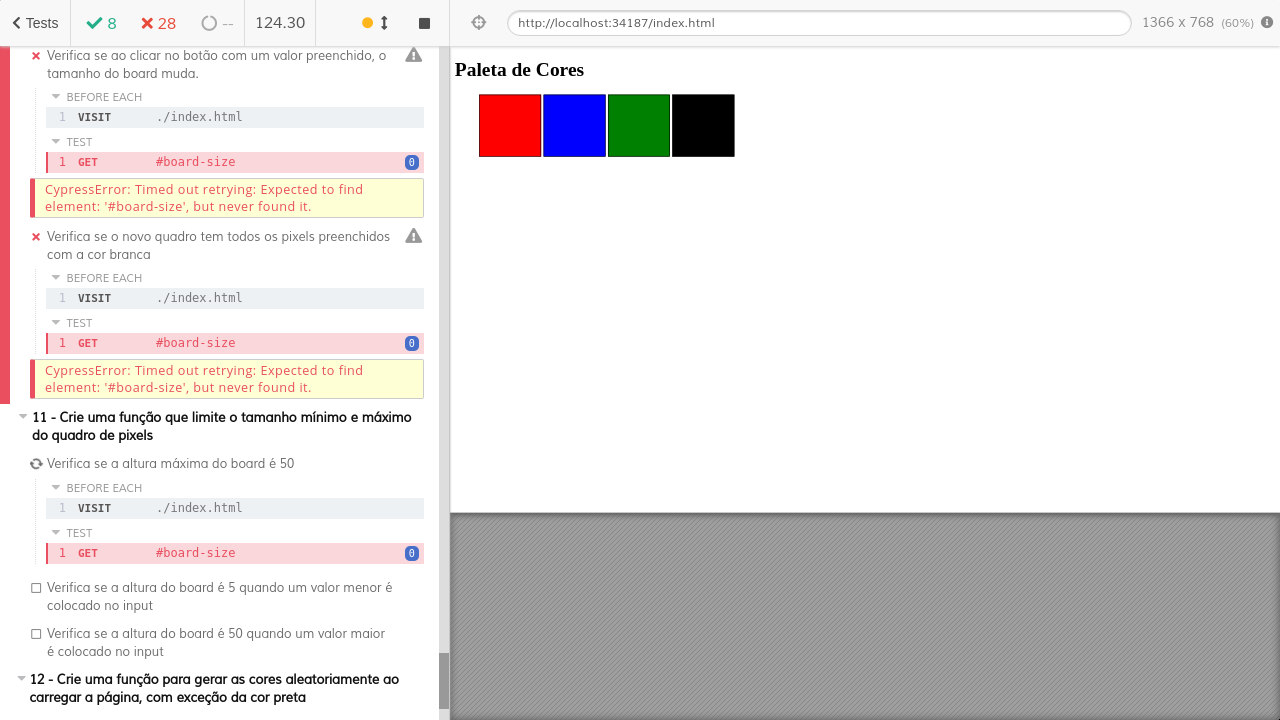 Tests 8 28 -- 124.30 http://localhost:34187/index.html 1366 x 768 (60%)
Verifica se ao clicar no botão com um valor preenchido, o
tamanho do board muda.
BEFORE EACH
1 VISIT ./index.html
TEST
1 GET #board-size 0
CypressError: Timed out retrying: Expected to find
element: '#board-size', but never found it.
Verifica se o novo quadro tem todos os pixels preenchidos
com a cor branca
BEFORE EACH
1 VISIT ./index.html
TEST
1 GET #board-size 0
CypressError: Timed out retrying: Expected to find
element: '#board-size', but never found it.
11 - Crie uma função que limite o tamanho mínimo e máximo
do quadro de pixels
Verifica se a altura máxima do board é 50
BEFORE EACH
1 VISIT ./index.html
TEST
1 GET #board-size 0
Verifica se a altura do board é 5 quando um valor menor é
colocado no input
Verifica se a altura do board é 50 quando um valor maior
é colocado no input
12 - Crie uma função para gerar as cores aleatoriamente ao
carregar a página, com exceção da cor preta
Paleta de Cores